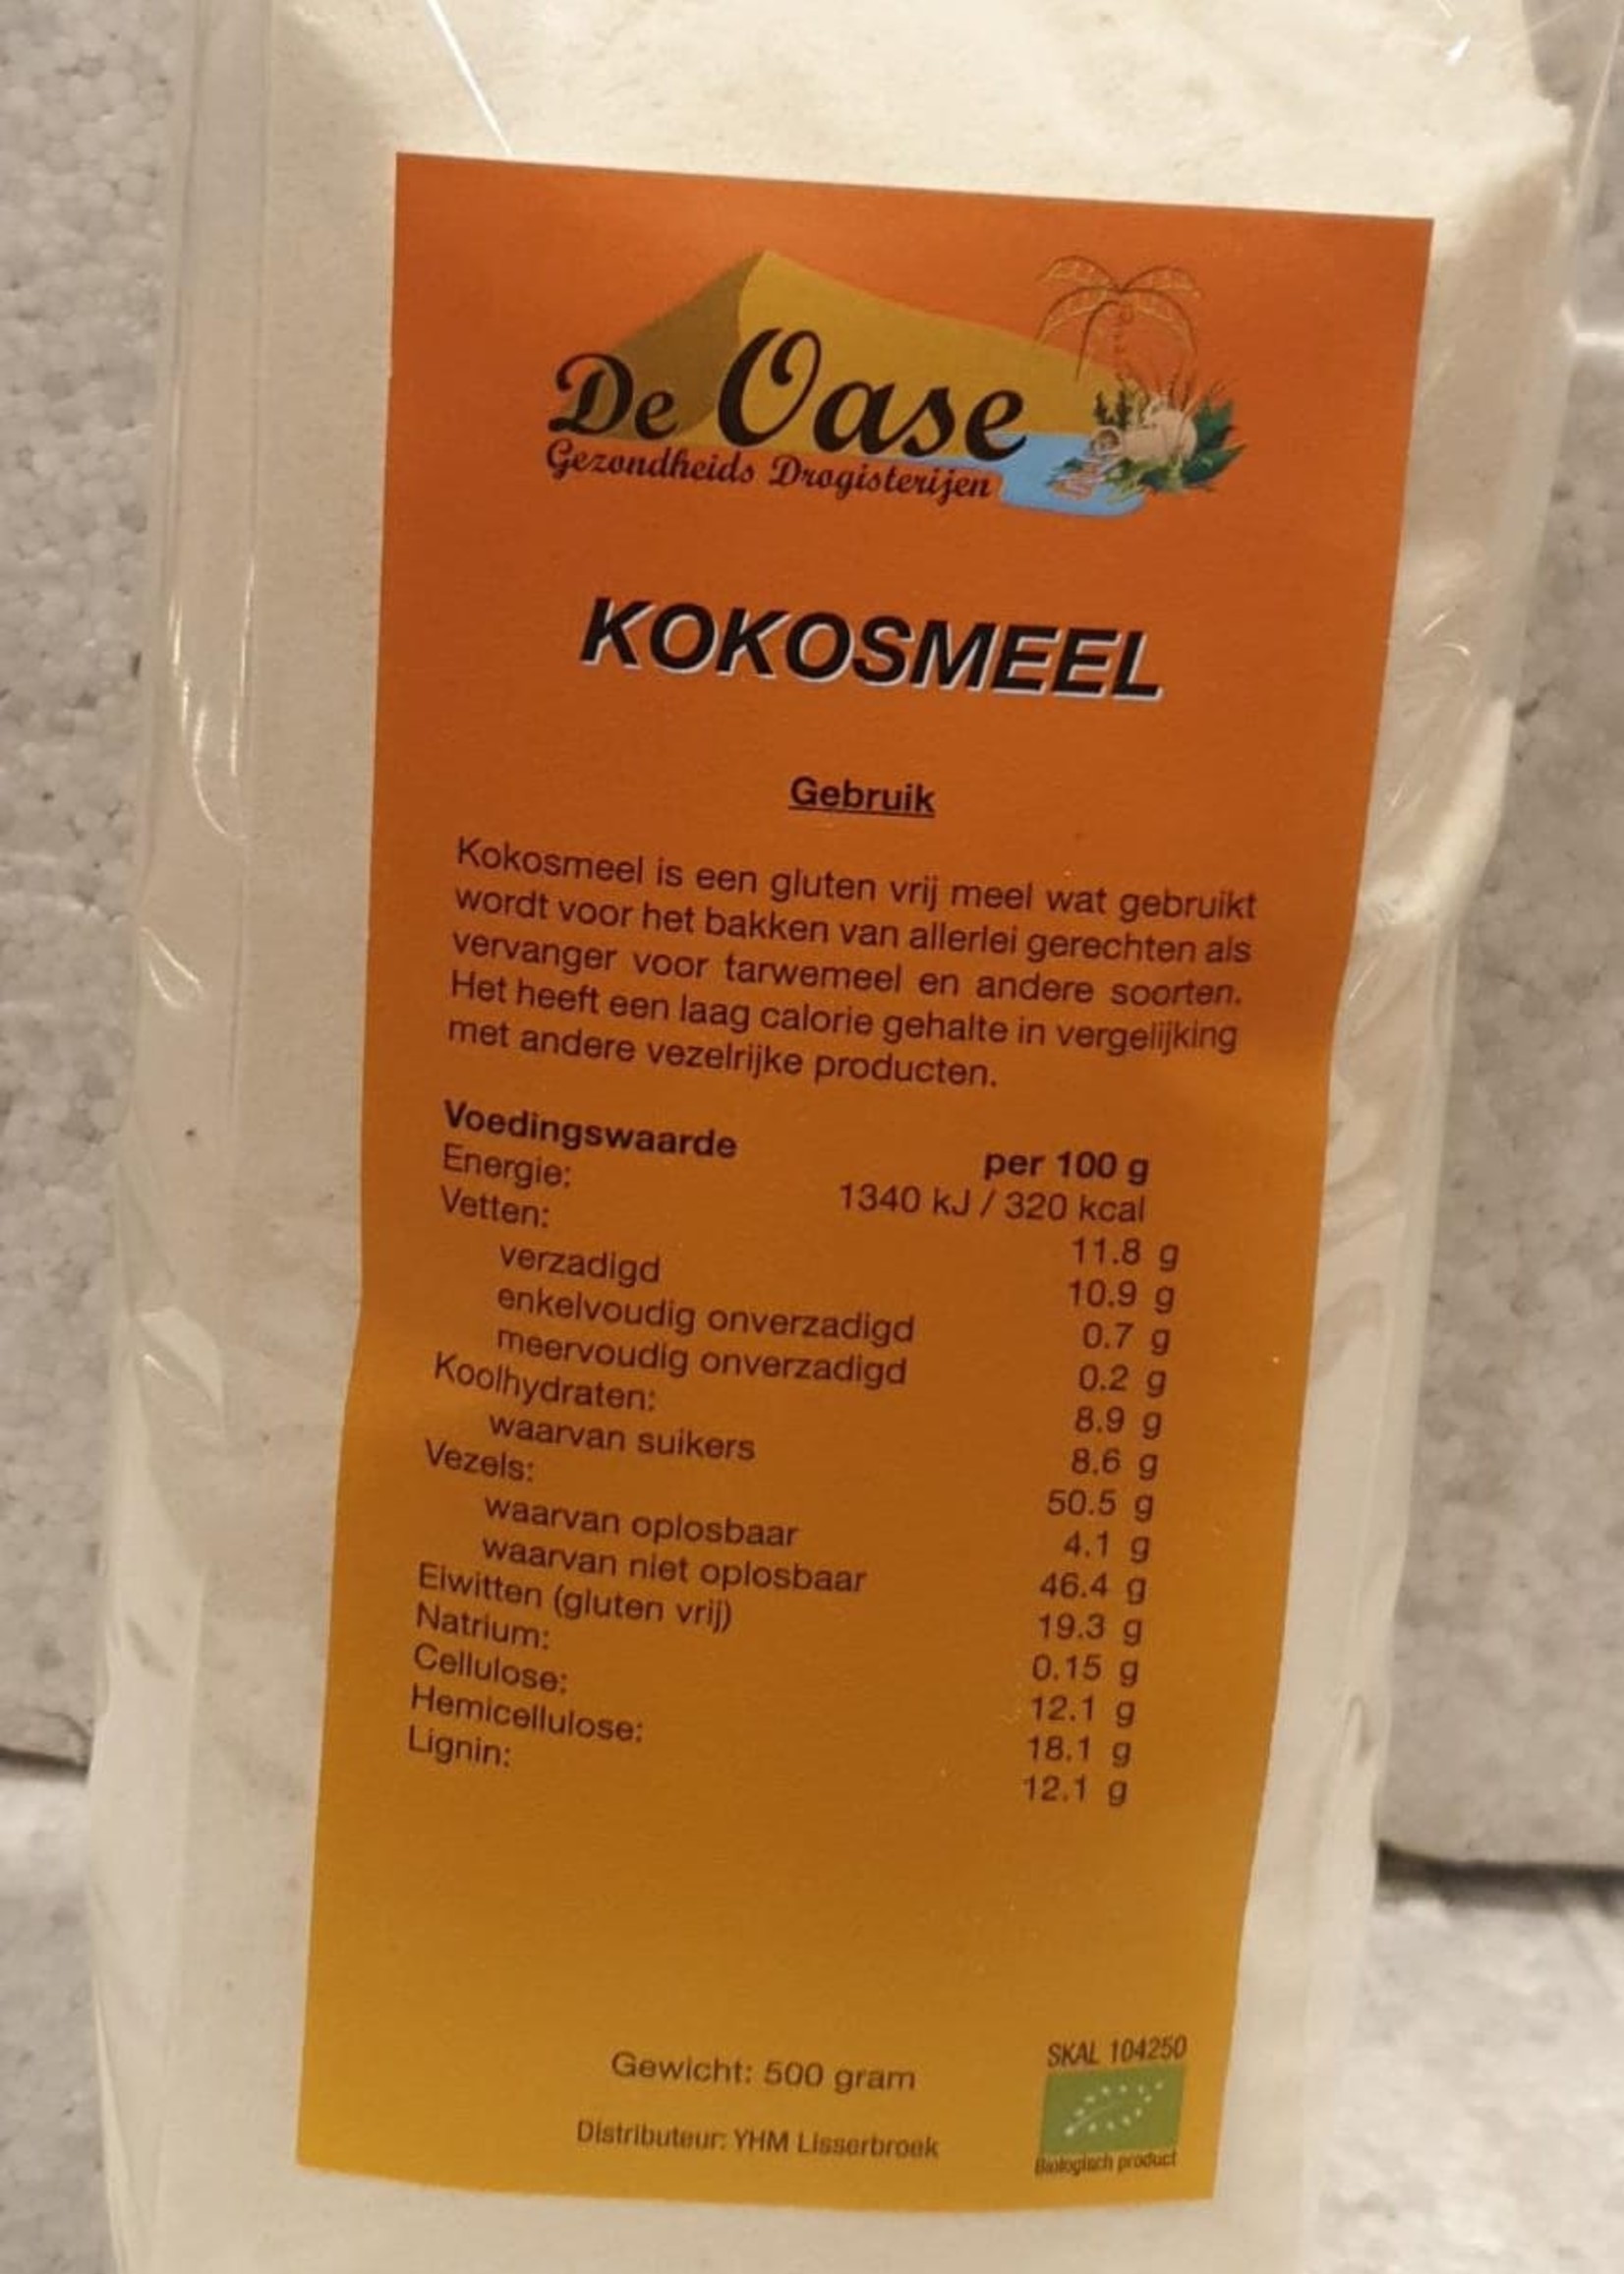 De Oase
Gezondheids Drogisterijen
KOKOSMEEL
Gebruik
Kokosmeel is een gluten vrij meel wat gebruikt
wordt voor het bakken van allerlei gerechten als
vervanger voor tarwemeel en andere soorten.
Het heeft een laag calorie gehalte in vergelijking
met andere vezelrijke producten.
Voedingswaarde per 100 g
Energie: 1340 kJ / 320 kcal
Vetten: 11.8 g
verzadigd 10.9 g
enkelvoudig onverzadigd 0.7 g
meervoudig onverzadigd 0.2 g
Koolhydraten: 8.9 g
waarvan suikers 8.6 g
Vezels: 50.5 g
waarvan oplosbaar 4.1 g
waarvan niet oplosbaar 46.4 g
Eiwitten (gluten vrij) 19.3 g
Natrium: 0.15 g
Cellulose: 12.1 g
Hemicellulose: 18.1 g
Lignin: 12.1 g
Gewicht: 500 gram
Distributeur: YHM Lisserbroek
SKAL 104250
Biologisch product